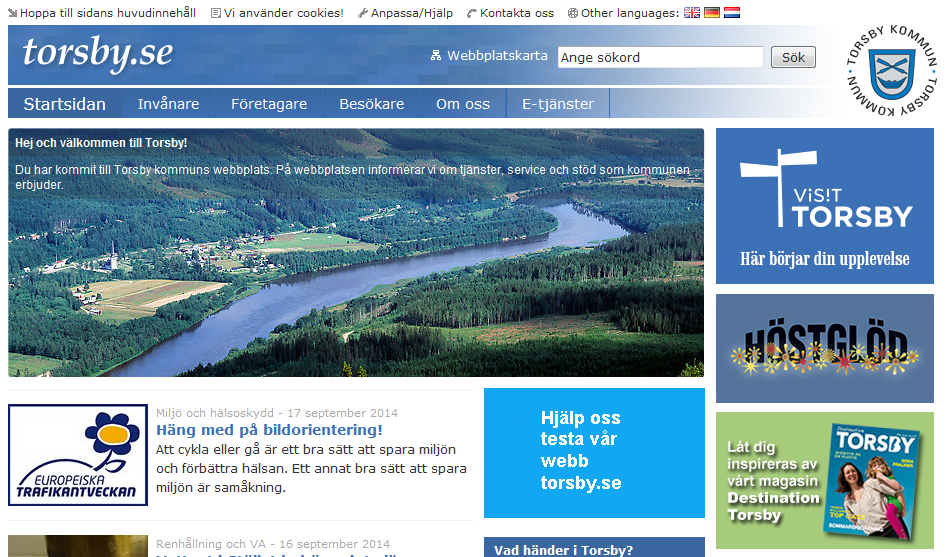 Hoppa till sidans huvudinnehåll Vi använder cookies! Anpassa/Hjälp Kontakta oss Other languages:
torsby.se
Webbplatskarta Ange sökord Sök
TORSBY KOMMUN · TORSBY KOMMUN ·
Startsidan Invånare Företagare Besökare Om oss E-tjänster
Hej och välkommen till Torsby!
Du har kommit till Torsby kommuns webbplats. På webbplatsen informerar vi om tjänster, service och stöd som kommunen
erbjuder.
ViS!T
TORSBY
Här börjar din upplevelse
HÖSTGLÖD
EUROPEISKA
TRAFIKANTVECKAN
Miljö och hälsoskydd - 17 september 2014
Häng med på bildorientering!
Att cykla eller gå är ett bra sätt att spara miljön
och förbättra hälsan. Ett annat bra sätt att spara
miljön är samåkning.
Hjälp oss
testa vår
webb
torsby.se
Låt dig
inspireras av
vårt magasin
Destination
Torsby
Destination
TORSBY
Renhållning och VA - 16 september 2014
Vad händer i Torsby?